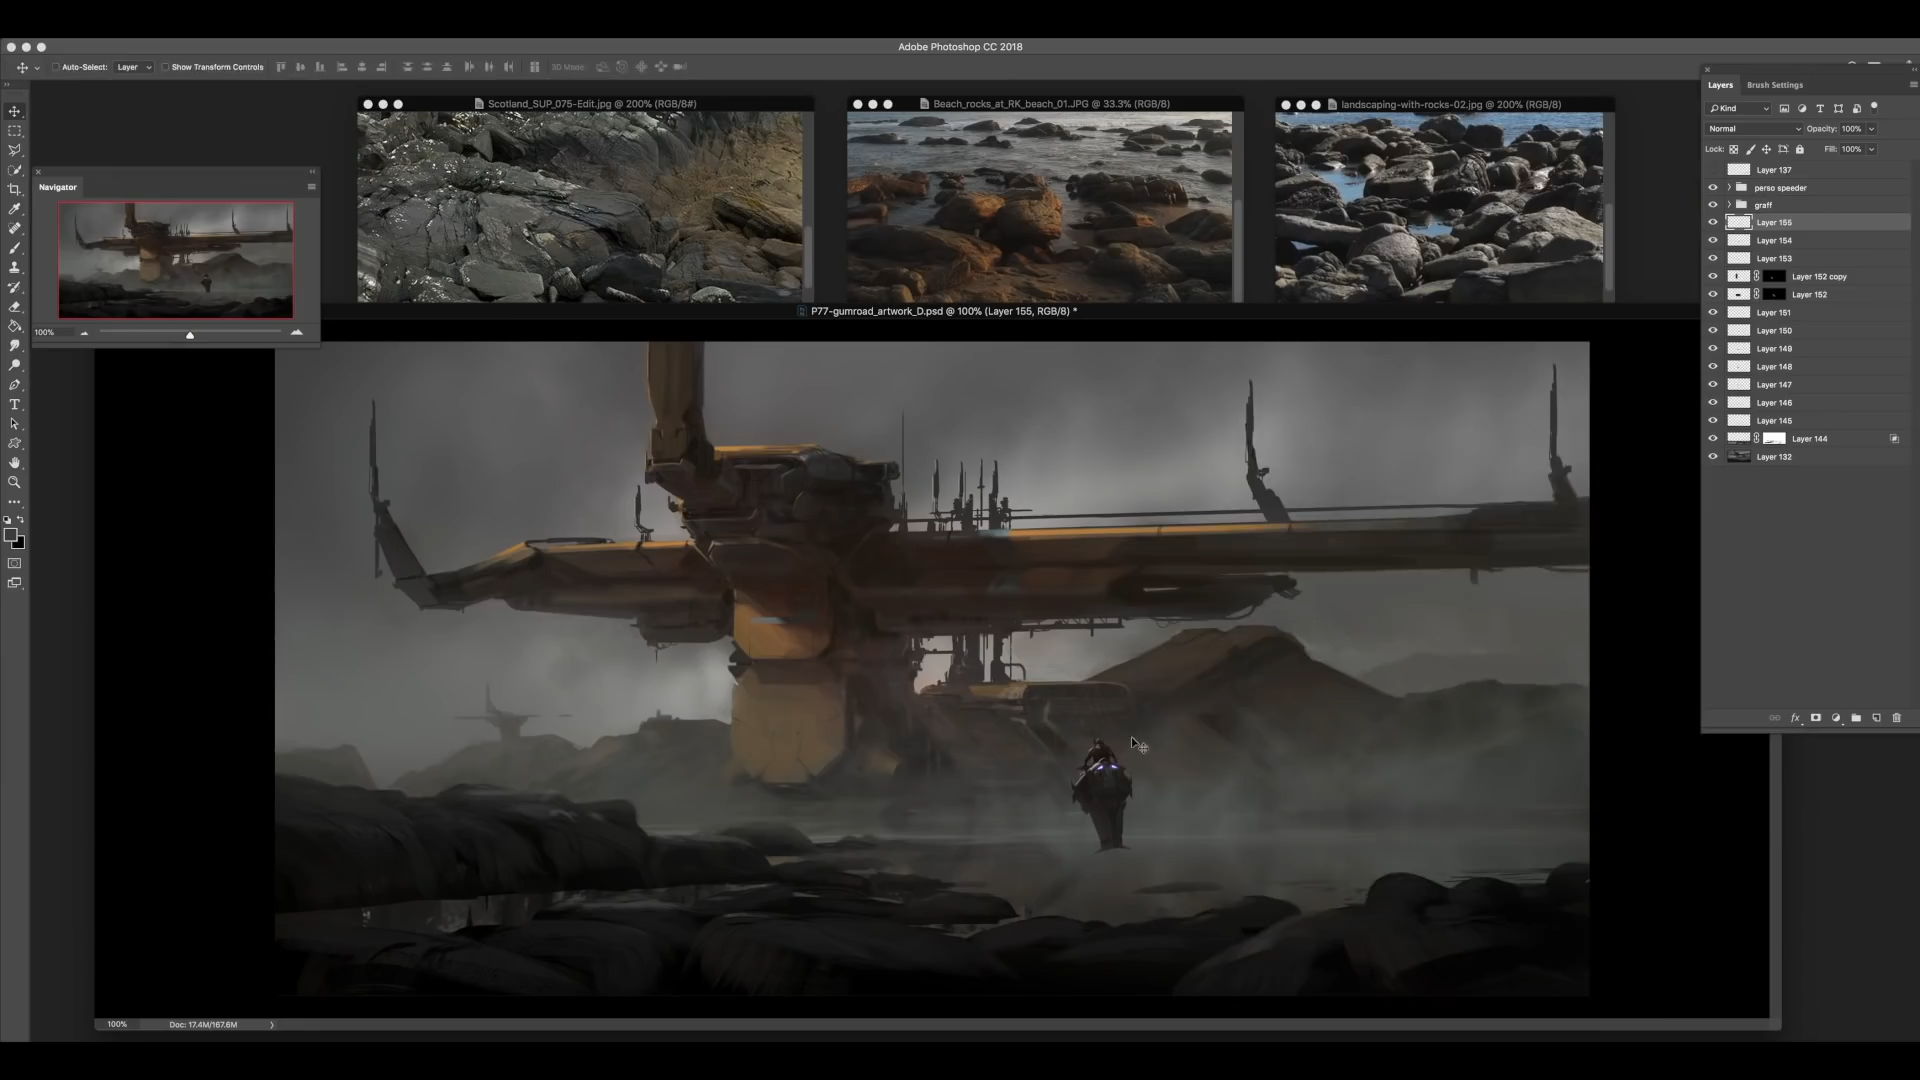 Adobe Photoshop CC 2018
Auto-Select: Layer Show Transform Controls 3D Mode:
Scotland_SUP_075-Edit.jpg @ 200% (RGB/8#)
Beach_rocks_at_RK_beach_01.JPG @ 33.3% (RGB/8)
landscaping-with-rocks-02.jpg @ 200% (RGB/8)
Navigator
100%
P77-gumroad_artwork_D.psd @ 100% (Layer 155, RGB/8) *
Layers Brush Settings
Kind
Normal Opacity: 100%
Lock: Fill: 100%
Layer 137
perso speeder
graff
Layer 155
Layer 154
Layer 153
Layer 152 copy
Layer 152
Layer 151
Layer 150
Layer 149
Layer 148
Layer 147
Layer 146
Layer 145
Layer 144
Layer 132
fx
100% Doc: 17.4M/167.6M